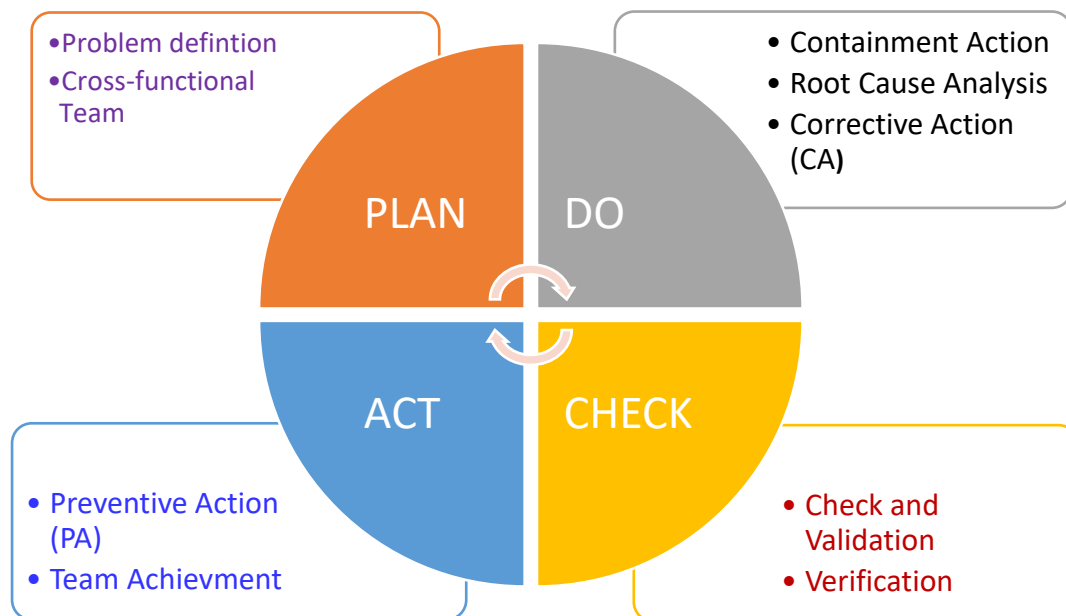 •Problem defintion
•Cross-functional
Team
• Containment Action
• Root Cause Analysis
• Corrective Action
(CA)
PLAN
DO
ACT
CHECK
• Preventive Action
(PA)
• Team Achievment
• Check and
Validation
• Verification